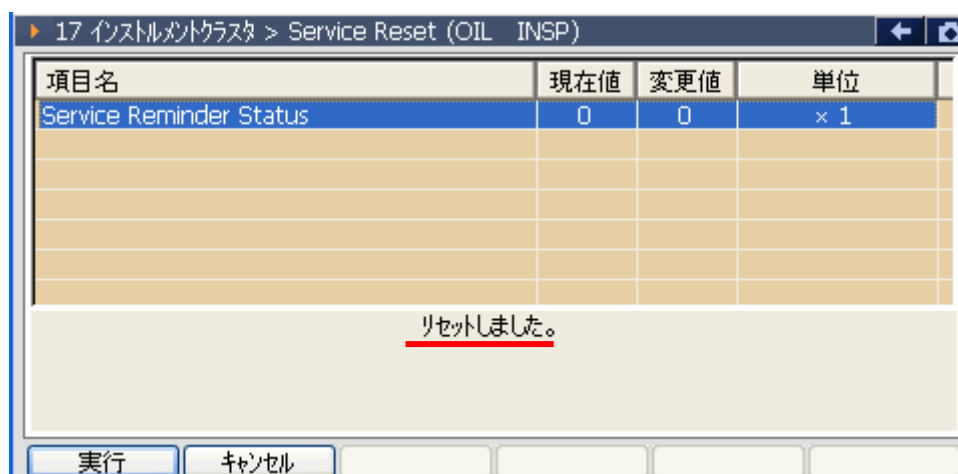 17 インストルメントクラスタ > Service Reset (OIL INSP)
項目名 現在値 変更値 単位
Service Reminder Status 0 0 × 1
リセットしました。
実行 キャンセル